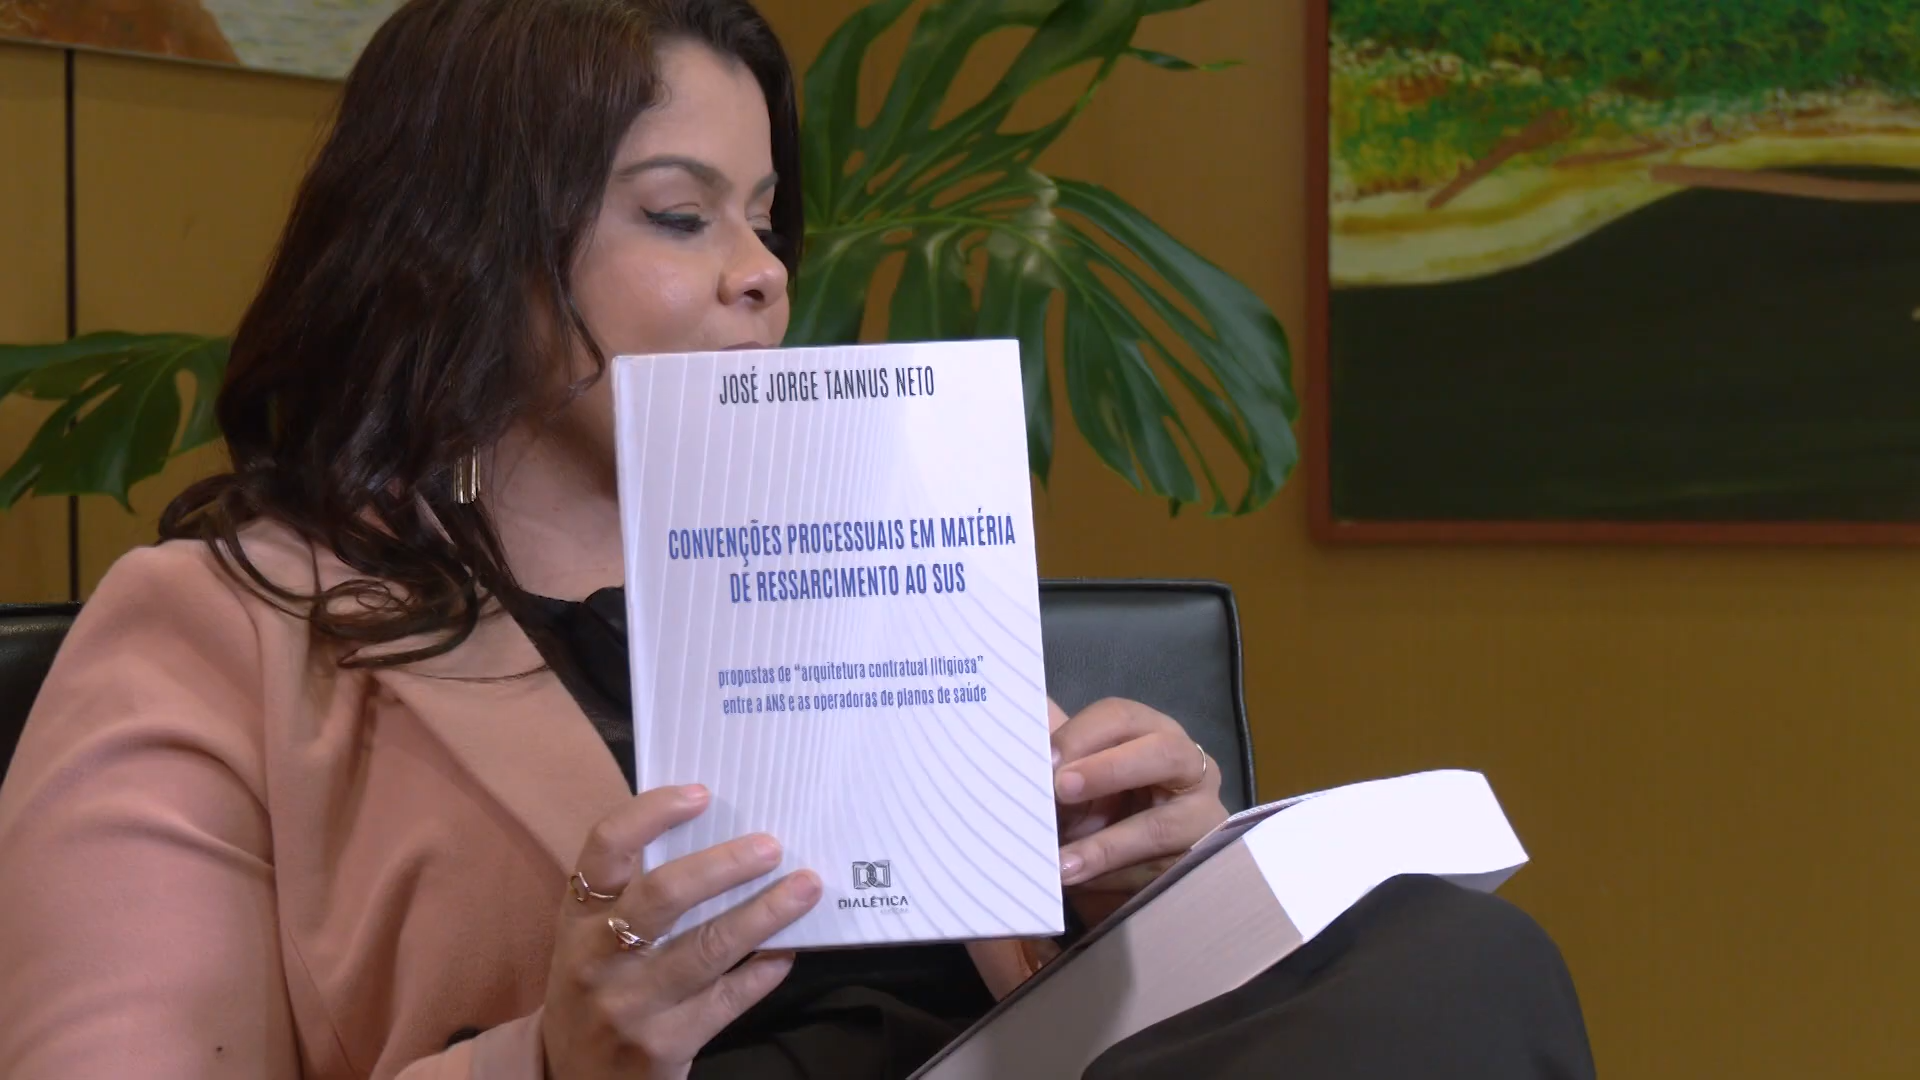 JOSÉ JORGE TANNUS NETO
CONVENÇÕES PROCESSUAIS EM MATÉRIA
DE RESSARCIMENTO AO SUS
propostas de “arquitetura contratual litigiosa”
entre a ANS e as operadoras de planos de saúde
DIALÉTICA